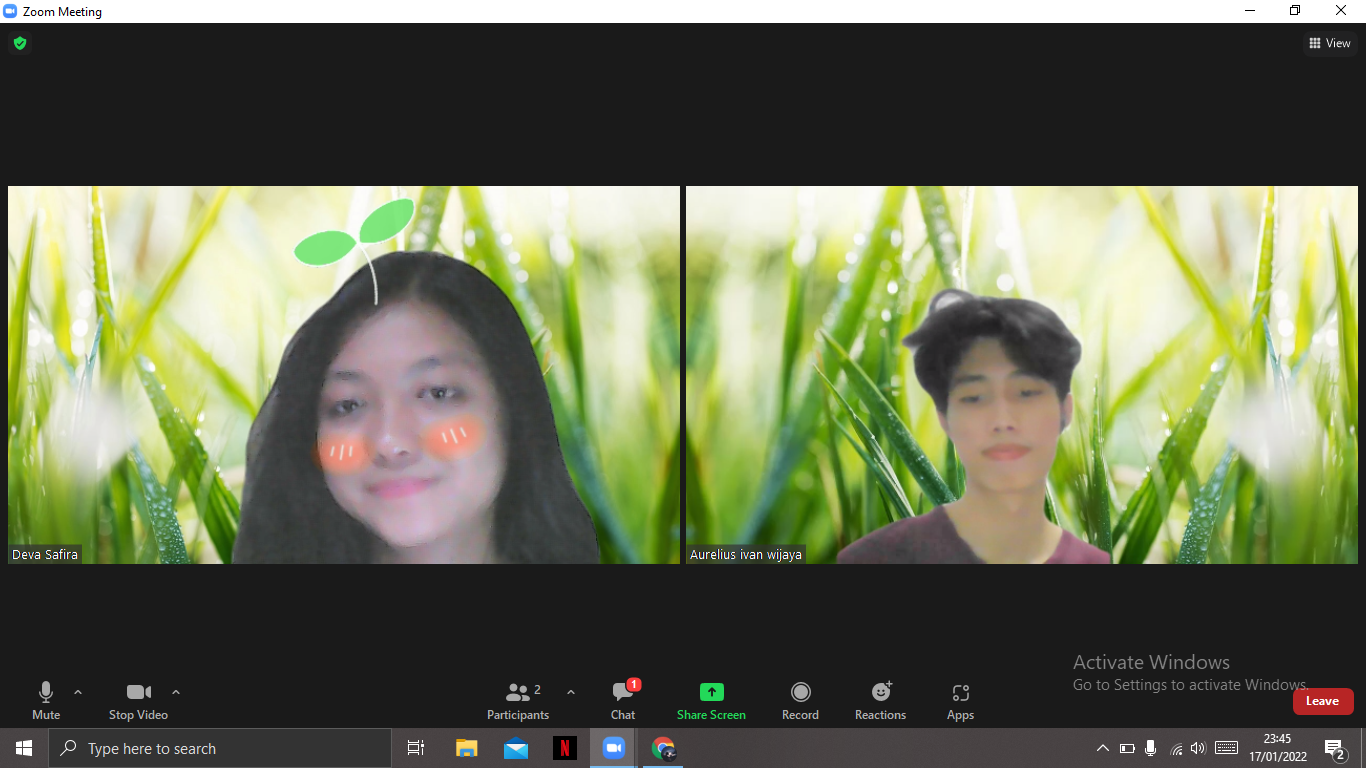 Zoom Meeting
View
Deva Safira
Aurelius ivan wijaya
Activate Windows
Go to Settings to activate Windows.
Mute
Stop Video
2
Participants
1
Chat
Share Screen
Record
Reactions
Apps
Leave
Type here to search
N
23:45
17/01/2022
2